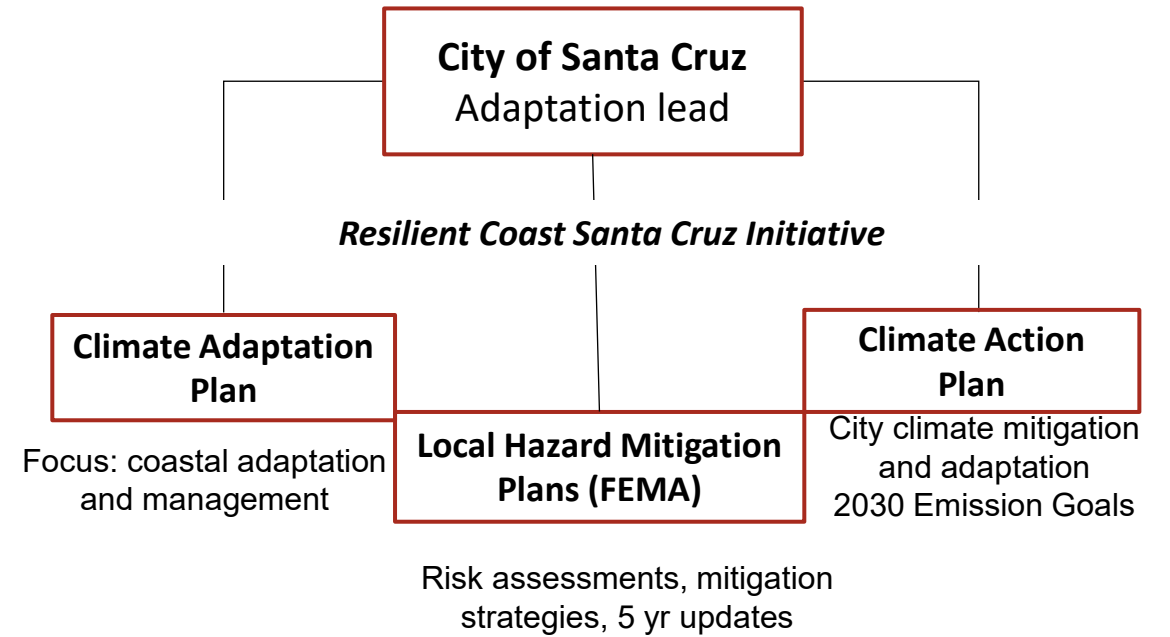 City of Santa Cruz
Adaptation lead
Resilient Coast Santa Cruz Initiative
Climate Adaptation
Plan
Focus: coastal adaptation
and management
Local Hazard Mitigation
Plans (FEMA)
Risk assessments, mitigation
strategies, 5 yr updates
Climate Action
Plan
City climate mitigation
and adaptation
2030 Emission Goals